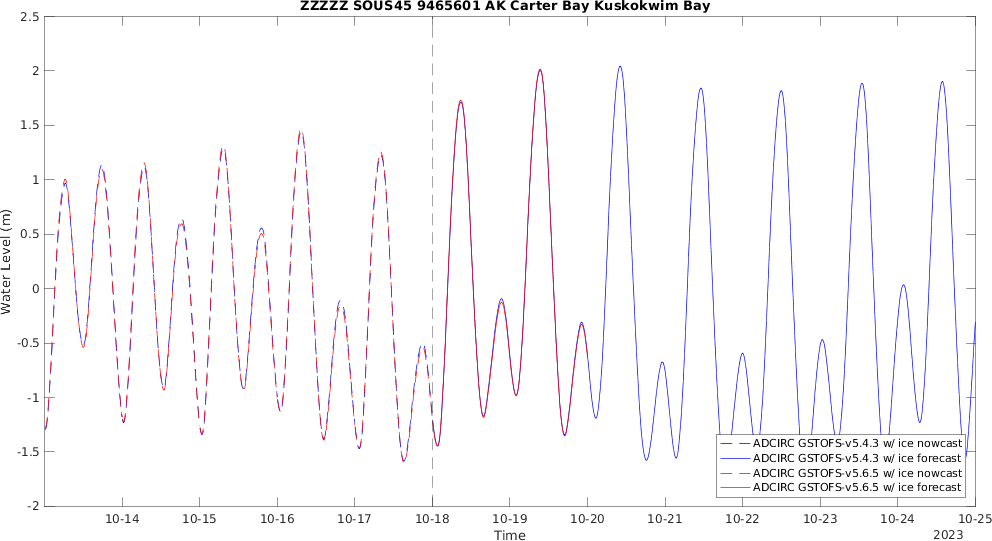 ZZZZZ SOUS45 9465601 AK Carter Bay Kuskokwim Bay
2.5
2
1.5
1
0.5
0
-0.5
-1
-1.5
-2
Water Level (m)
ADCIRC GSTOFS-v5.4.3 w/ ice nowcast
ADCIRC GSTOFS-v5.4.3 w/ ice forecast
ADCIRC GSTOFS-v5.6.5 w/ ice nowcast
ADCIRC GSTOFS-v5.6.5 w/ ice forecast
10-14 10-15 10-16 10-17 10-18 10-19 10-20 10-21 10-22 10-23 10-24 10-25
Time
2023